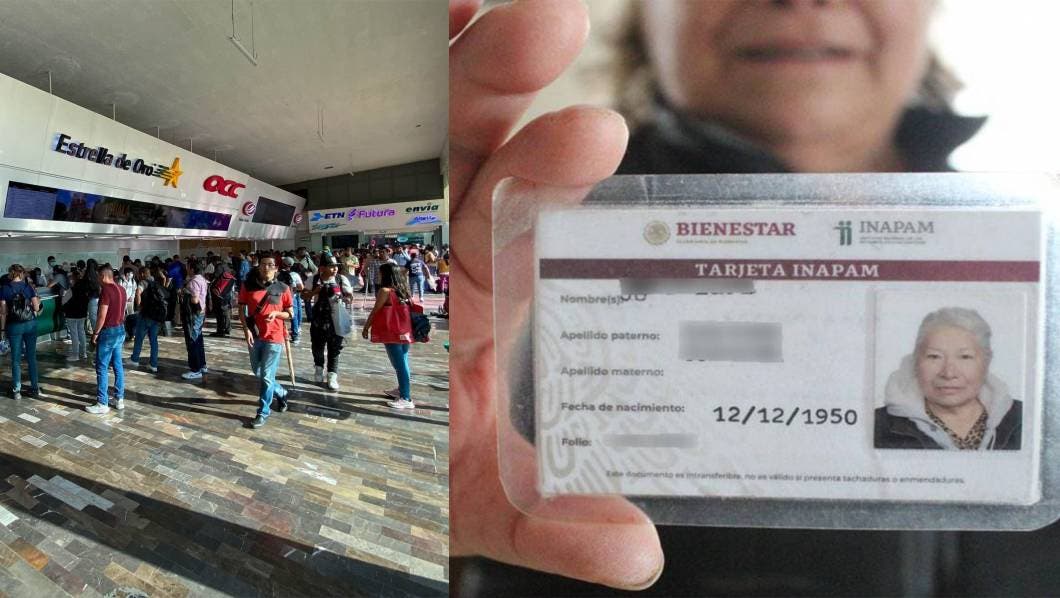 Estrella de Oro
OCC
ETN
Futura
envia
BIENESTAR
INAPAM
TARJETA INAPAM
Nombre(s):
Apellido paterno:
Apellido materno:
Fecha de nacimiento:
12/12/1950
Folio:
Este documento es intransferible, no es válido si presenta tachaduras o enmendaduras.